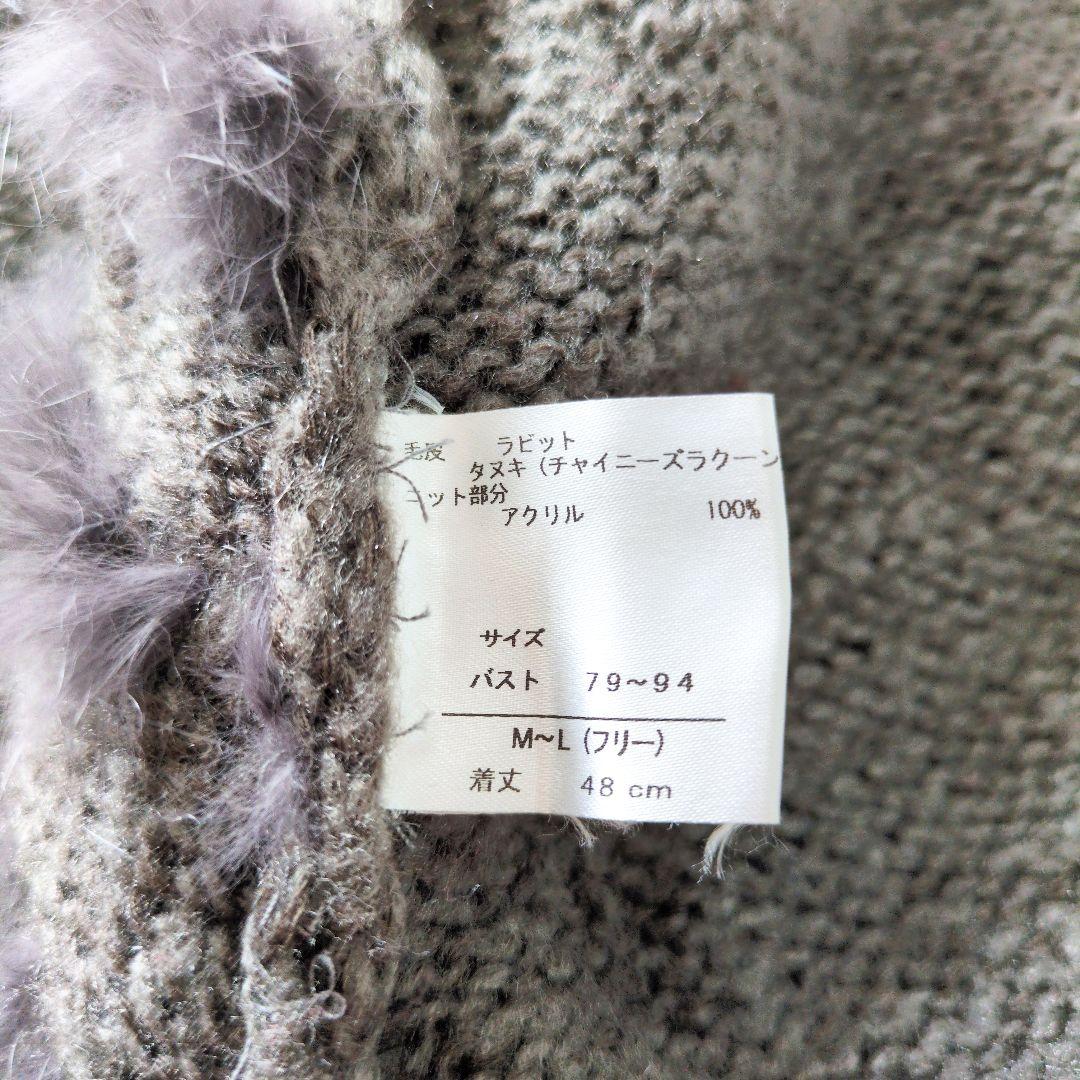 毛皮 ラビット
タヌキ (チャイニーズラクーン
ニット部分
アクリル 100%
サイズ
バスト 79~94
M~L (フリー)
着丈 48 cm